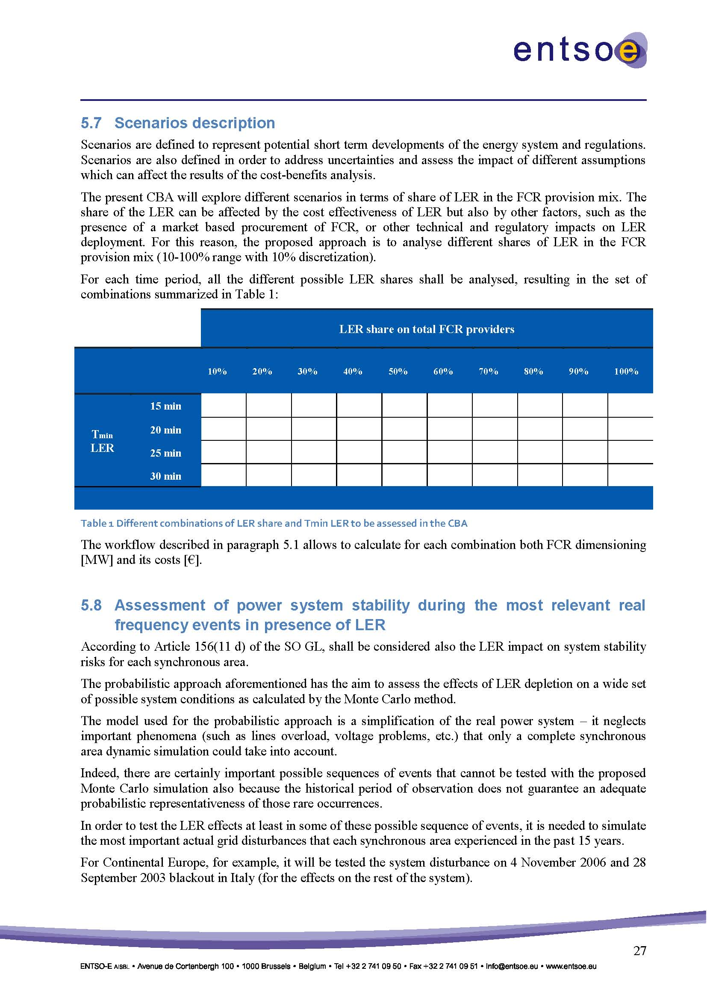 entsoe
5.7 Scenarios description
Scenarios are defined to represent potential short term developments of the energy system and regulations.
Scenarios are also defined in order to address uncertainties and assess the impact of different assumptions
which can affect the results of the cost-benefits analysis.
The present CBA will explore different scenarios in terms of share of LER in the FCR provision mix. The
share of the LER can be affected by the cost effectiveness of LER but also by other factors, such as the
presence of a market based procurement of FCR, or other technical and regulatory impacts on LER
deployment. For this reason, the proposed approach is to analyse different shares of LER in the FCR
provision mix (10-100% range with 10% discretization).
For each time period, all the different possible LER shares shall be analysed, resulting in the set of
combinations summarized in Table 1:
LER share on total FCR providers
10% 20% 30% 40% 50% 60% 70% 80% 90% 100%
Tmin LER
15 min
20 min
25 min
30 min
Table 1 Different combinations of LER share and Tmin LER to be assessed in the CBA
The workflow described in paragraph 5.1 allows to calculate for each combination both FCR dimensioning
[MW] and its costs [€].
5.8 Assessment of power system stability during the most relevant real
frequency events in presence of LER
According to Article 156(11 d) of the SO GL, shall be considered also the LER impact on system stability
risks for each synchronous area.
The probabilistic approach aforementioned has the aim to assess the effects of LER depletion on a wide set
of possible system conditions as calculated by the Monte Carlo method.
The model used for the probabilistic approach is a simplification of the real power system – it neglects
important phenomena (such as lines overload, voltage problems, etc.) that only a complete synchronous
area dynamic simulation could take into account.
Indeed, there are certainly important possible sequences of events that cannot be tested with the proposed
Monte Carlo simulation also because the historical period of observation does not guarantee an adequate
probabilistic representativeness of those rare occurrences.
In order to test the LER effects at least in some of these possible sequence of events, it is needed to simulate
the most important actual grid disturbances that each synchronous area experienced in the past 15 years.
For Continental Europe, for example, it will be tested the system disturbance on 4 November 2006 and 28
September 2003 blackout in Italy (for the effects on the rest of the system).
27
ENTSO-E AISBL • Avenue de Cortenbergh 100 • 1000 Brussels • Belgium • Tel +32 2 741 09 50 • Fax +32 2 741 09 51 • info@entsoe.eu • www.entsoe.eu